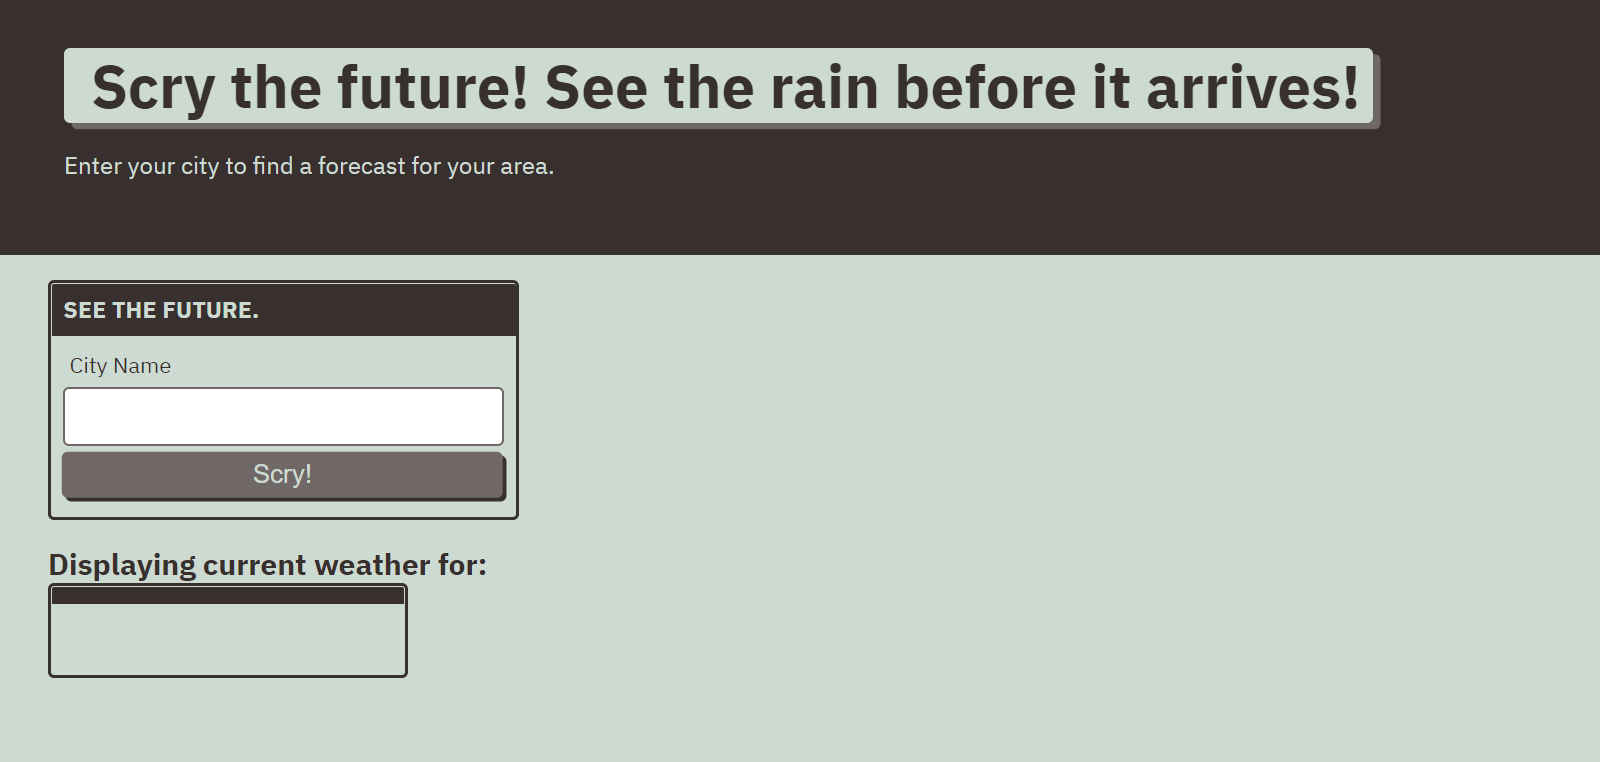 Scry the future! See the rain before it arrives!
Enter your city to find a forecast for your area.
SEE THE FUTURE.
City Name
Scry!
Displaying current weather for: